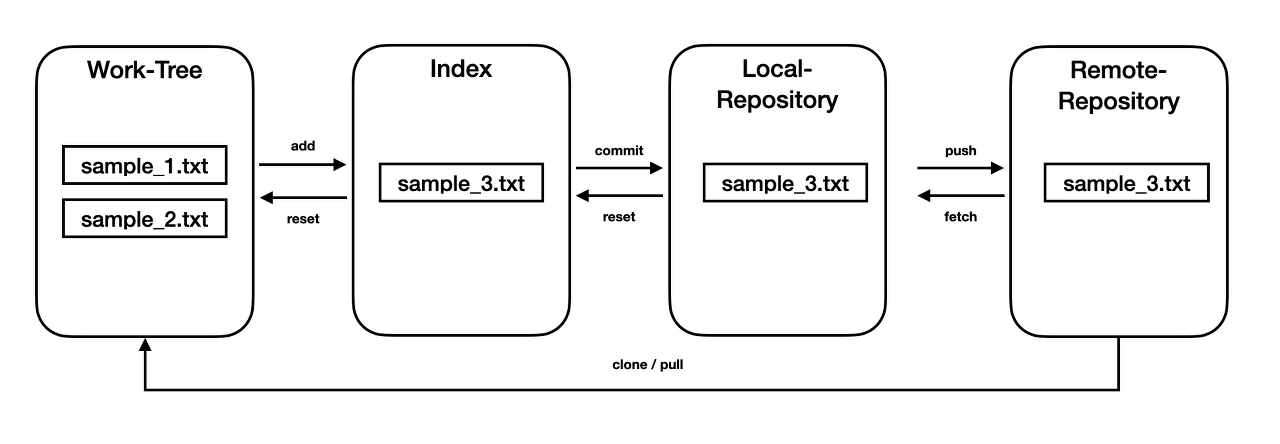 Work-Tree
sample_1.txt
sample_2.txt
add
reset
Index
sample_3.txt
commit
reset
Local-
Repository
sample_3.txt
push
fetch
Remote-
Repository
sample_3.txt
clone / pull